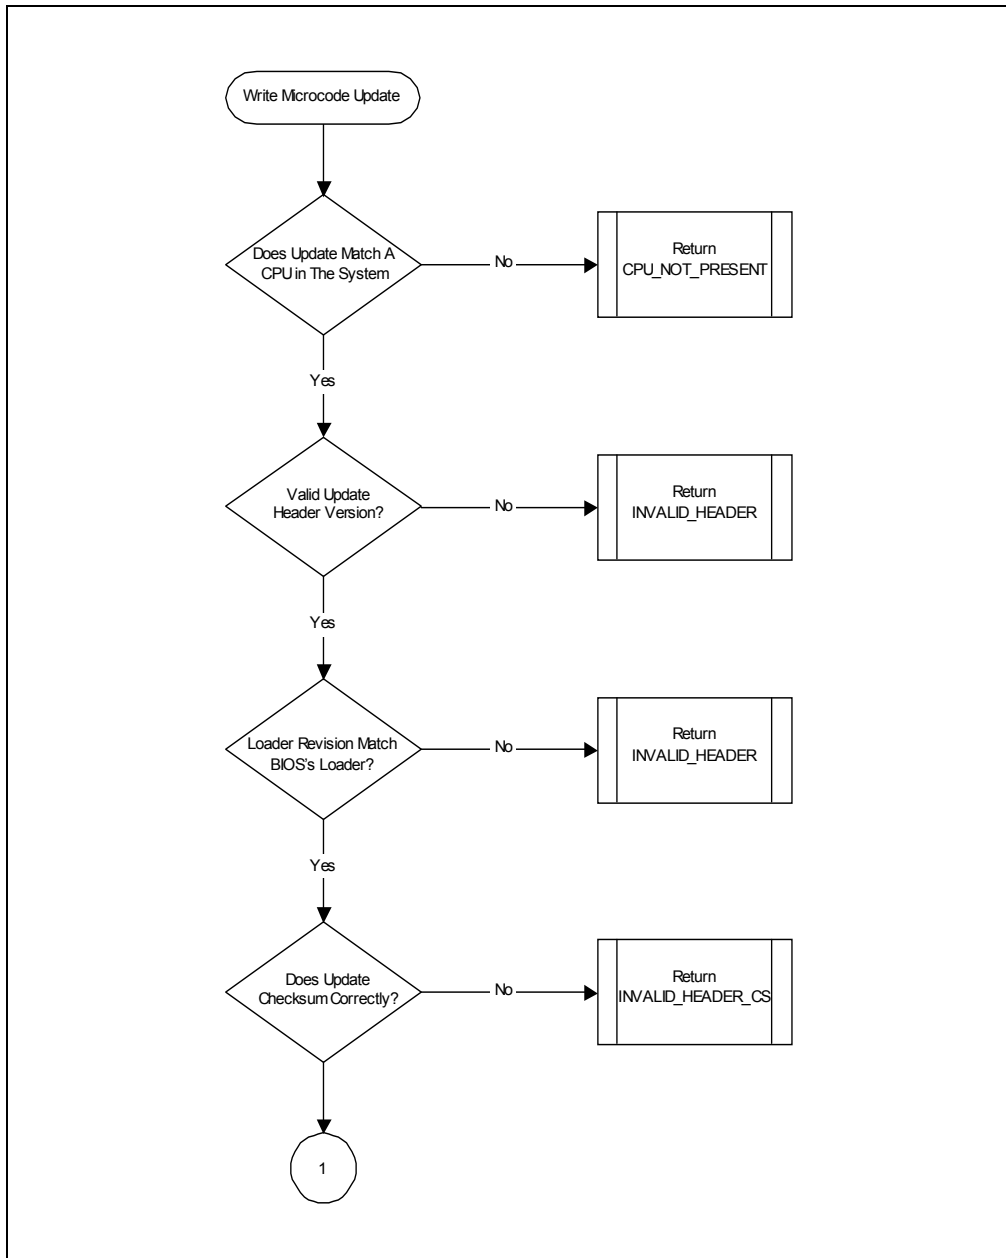 Write Microcode Update
Does Update Match A
CPU in The System
No
Return
CPU_NOT_PRESENT
Yes
Valid Update
Header Version?
No
Return
INVALID_HEADER
Yes
Loader Revision Match
BIOS's Loader?
No
Return
INVALID_HEADER
Yes
Does Update
Checksum Correctly?
No
Return
INVALID_HEADER_CS
1